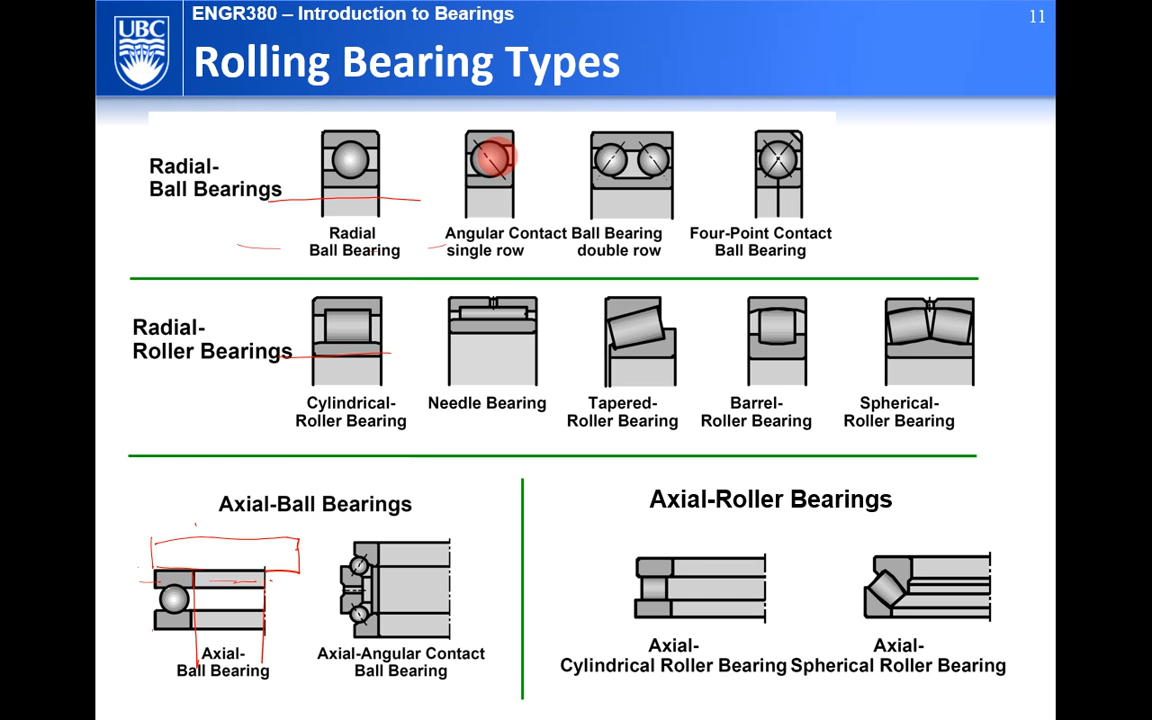 ENGR380 – Introduction to Bearings
11
UBC
Rolling Bearing Types
Radial-
Ball Bearings
Radial
Ball Bearing
Angular Contact
single row
Ball Bearing
double row
Four-Point Contact
Ball Bearing
Radial-
Roller Bearings
Cylindrical-
Roller Bearing
Needle Bearing
Tapered-
Roller Bearing
Barrel-
Roller Bearing
Spherical-
Roller Bearing
Axial-Ball Bearings
Axial-
Ball Bearing
Axial-Angular Contact
Ball Bearing
Axial-Roller Bearings
Axial-
Cylindrical Roller Bearing
Axial-
Spherical Roller Bearing